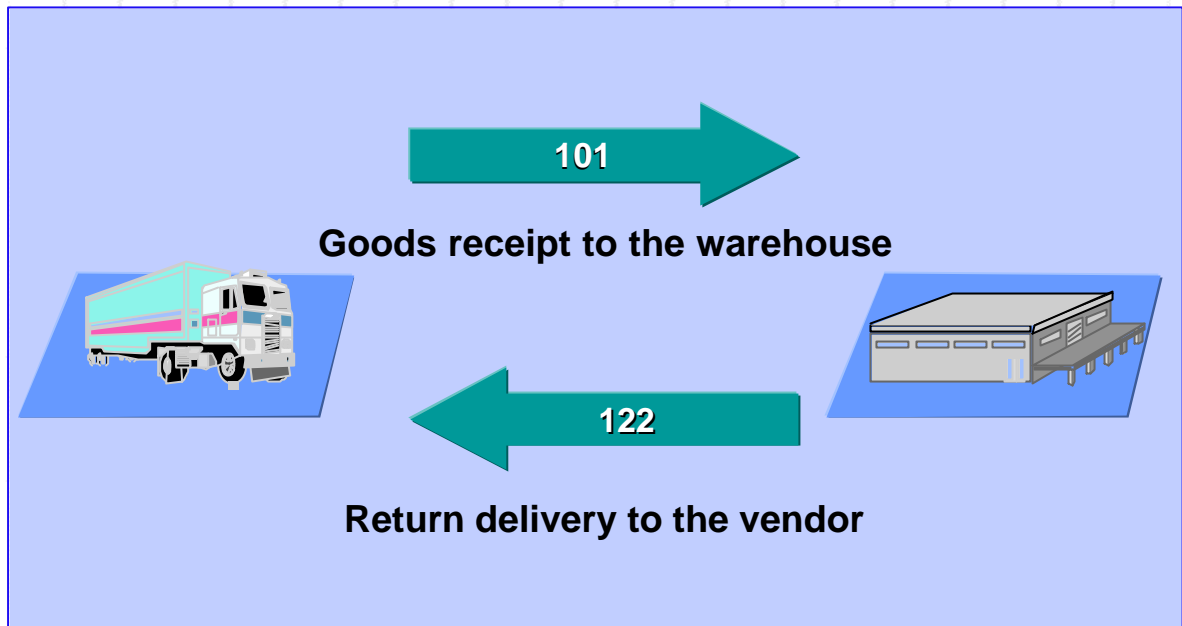 101
Goods receipt to the warehouse
122
Return delivery to the vendor